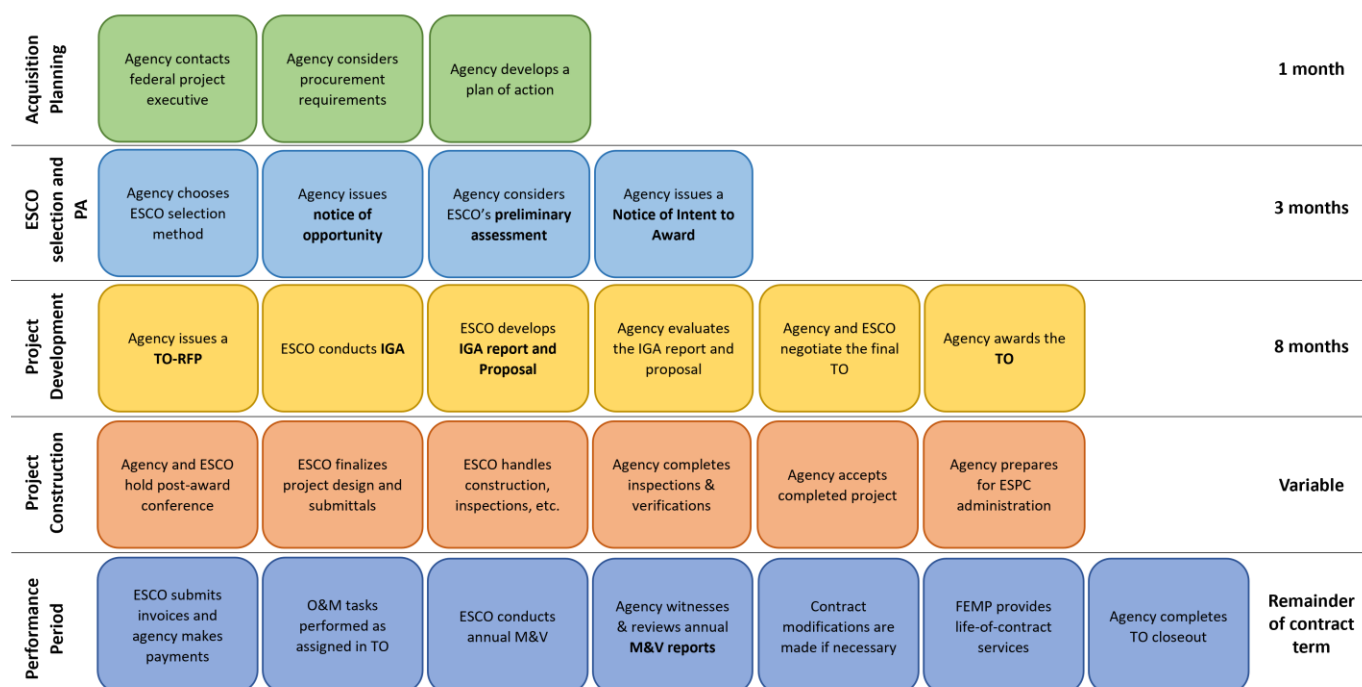 Acquisition
Planning
Agency contacts
federal project
executive
Agency considers
procurement
requirements
Agency develops a
plan of action
1 month
ESCO
selection and
PA
Agency chooses
ESCO selection
method
Agency issues
notice of
opportunity
Agency considers
ESCO’s preliminary
assessment
Agency issues a
Notice of Intent to
Award
3 months
Project
Development
Agency issues a
TO-RFP
ESCO conducts IGA
ESCO develops
IGA report and
Proposal
Agency evaluates
the IGA report and
proposal
Agency and ESCO
negotiate the final
TO
Agency awards the
TO
8 months
Project
Construction
Agency and ESCO
hold post-award
conference
ESCO finalizes
project design and
submittals
ESCO handles
construction,
inspections, etc.
Agency completes
inspections &
verifications
Agency accepts
completed project
Agency prepares
for ESPC
administration
Variable
Performance
Period
ESCO submits
invoices and
agency makes
payments
O&M tasks
performed as
assigned in TO
ESCO conducts
annual M&V
Agency witnesses
& reviews annual
M&V reports
Contract
modifications are
made if necessary
FEMP provides
life-of-contract
services
Agency completes
TO closeout
Remainder
of contract
term